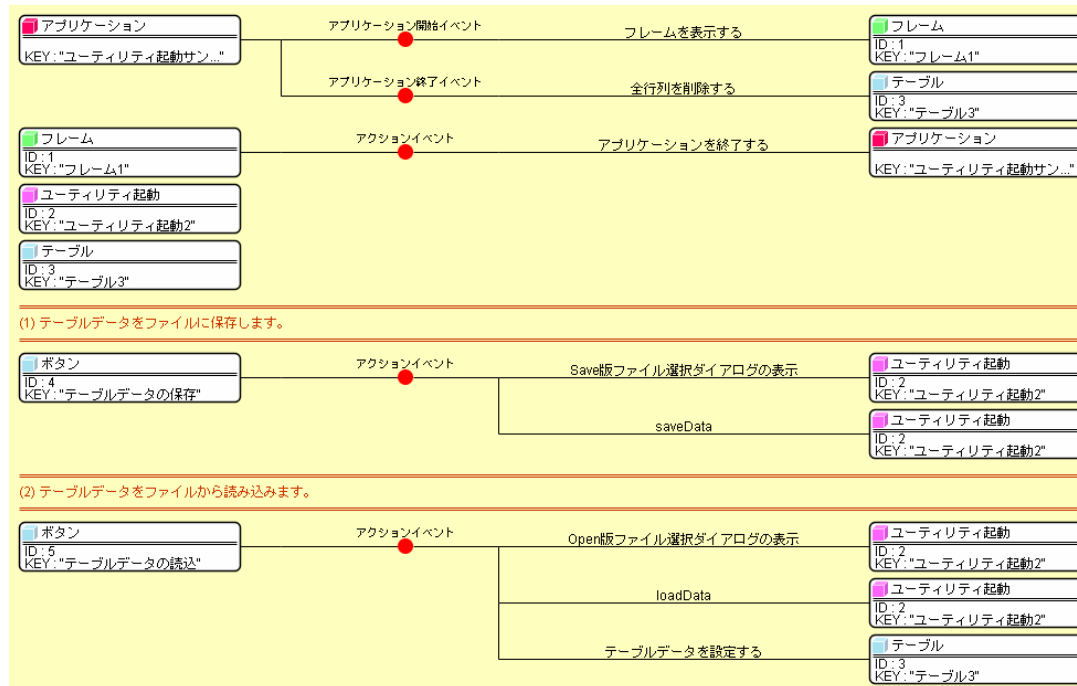 アプリケーション
KEY:"ユーティリティ起動サン..."
アプリケーション開始イベント
フレームを表示する
フレーム
ID:1
KEY:"フレーム1"
アプリケーション終了イベント
全行列を削除する
テーブル
ID:3
KEY:"テーブル3"
フレーム
ID:1
KEY:"フレーム1"
アクションイベント
アプリケーションを終了する
アプリケーション
KEY:"ユーティリティ起動サン..."
ユーティリティ起動
ID:2
KEY:"ユーティリティ起動2"
テーブル
ID:3
KEY:"テーブル3"
(1) テーブルデータをファイルに保存します。
ボタン
ID:4
KEY:"テーブルデータの保存"
アクションイベント
Save版ファイル選択ダイアログの表示
ユーティリティ起動
ID:2
KEY:"ユーティリティ起動2"
saveData
ユーティリティ起動
ID:2
KEY:"ユーティリティ起動2"
(2) テーブルデータをファイルから読み込みます。
ボタン
ID:5
KEY:"テーブルデータの読込"
アクションイベント
Open版ファイル選択ダイアログの表示
ユーティリティ起動
ID:2
KEY:"ユーティリティ起動2"
loadData
ユーティリティ起動
ID:2
KEY:"ユーティリティ起動2"
テーブルデータを設定する
テーブル
ID:3
KEY:"テーブル3"